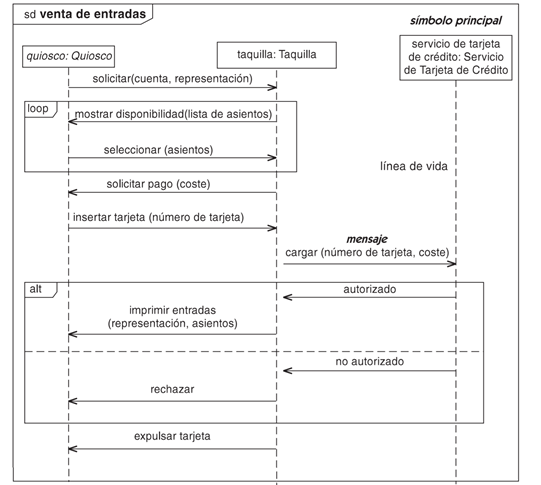 sd venta de entradas
símbolo principal
quiosco: Quiosco
taquilla: Taquilla
servicio de tarjeta
de crédito: Servicio
de Tarjeta de Crédito
solicitar(cuenta, representación)
loop
mostrar disponibilidad(lista de asientos)
seleccionar (asientos)
línea de vida
solicitar pago (coste)
insertar tarjeta (número de tarjeta)
mensaje
cargar (número de tarjeta, coste)
alt
autorizado
imprimir entradas
(representación, asientos)
no autorizado
rechazar
expulsar tarjeta